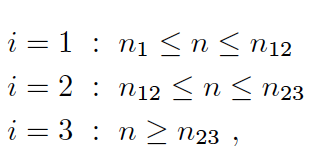 i = 1 : n₁ ≤ n ≤ n₁₂
i = 2 : n₁₂ ≤ n ≤ n₂₃
i = 3 : n ≥ n₂₃ ,